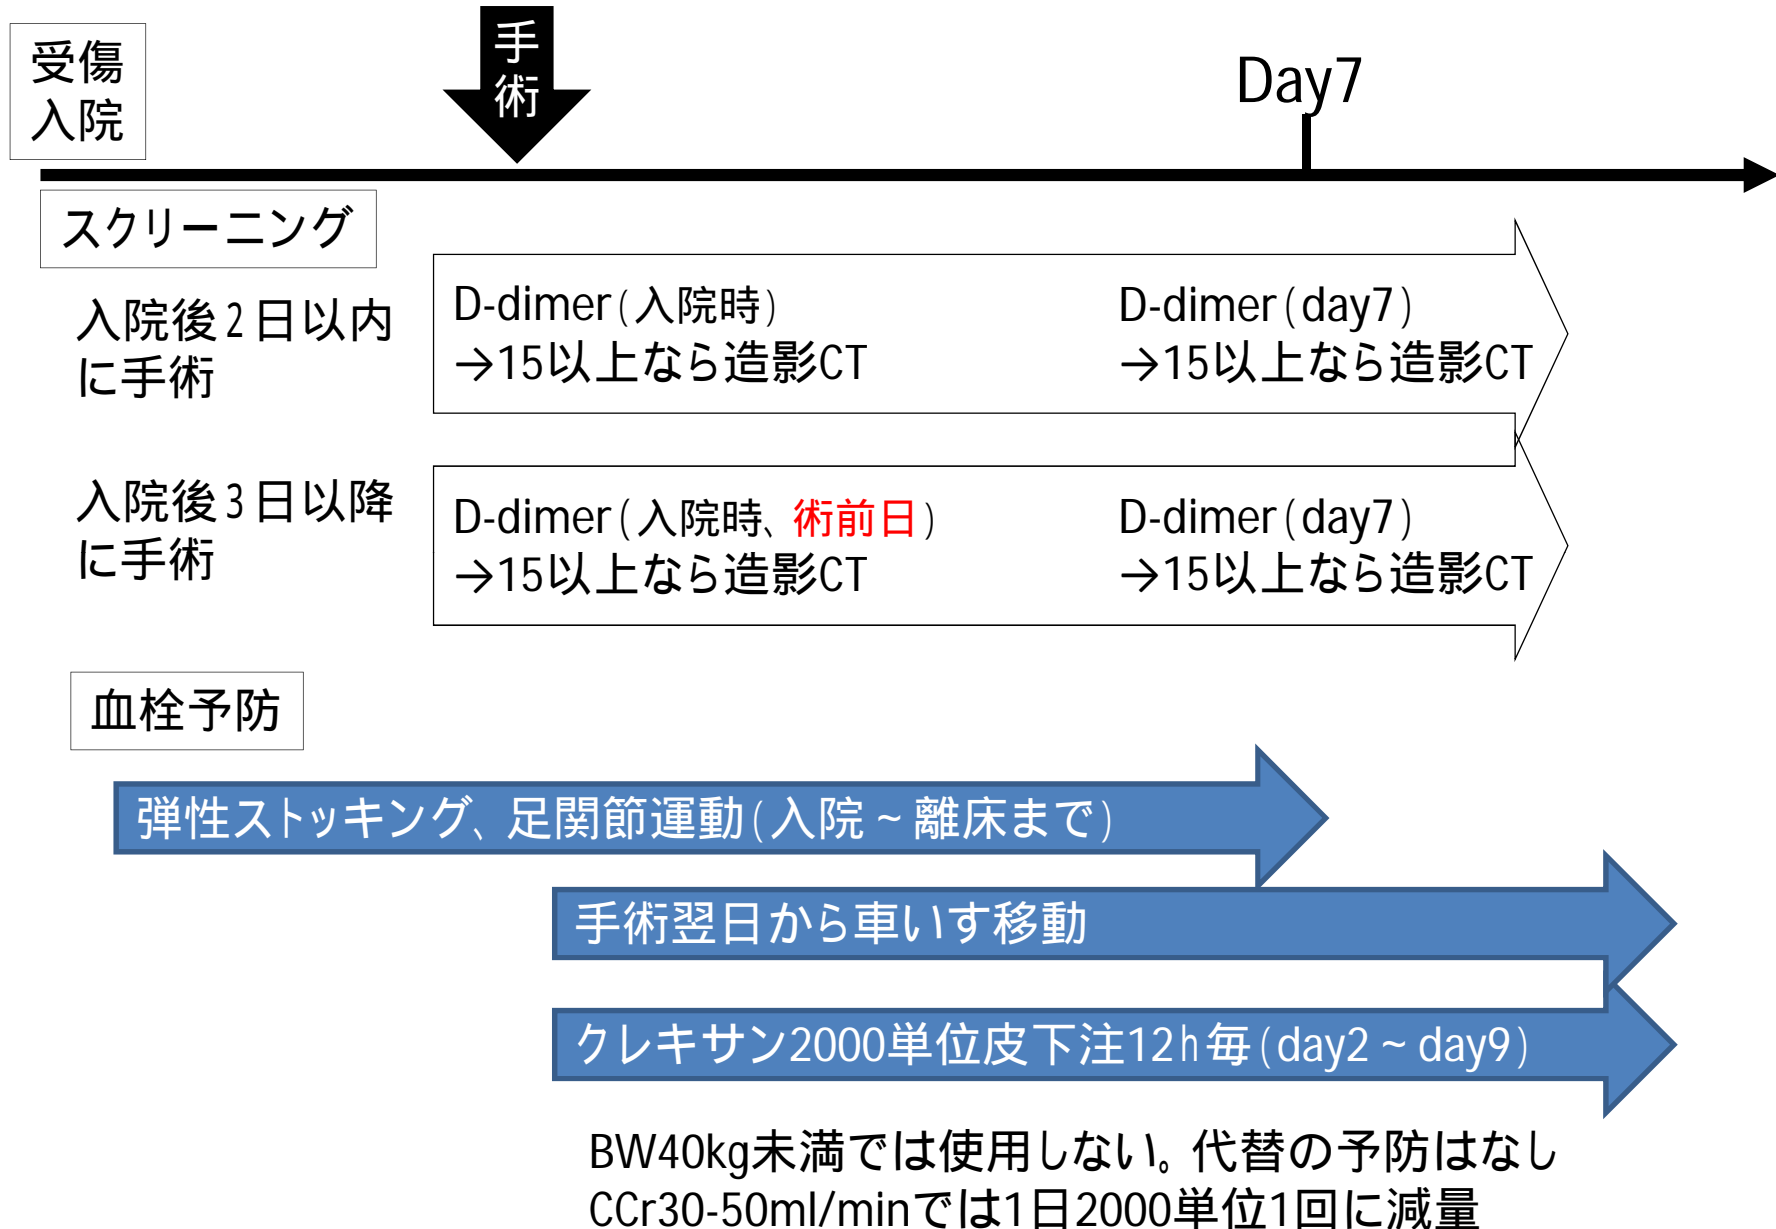 受傷
入院
手
術
Day7
スクリーニング
入院後2日以内
に手術
D-dimer(入院時)
→15以上なら造影CT
D-dimer(day7)
→15以上なら造影CT
入院後3日以降
に手術
D-dimer(入院時、術前日)
→15以上なら造影CT
D-dimer(day7)
→15以上なら造影CT
血栓予防
弾性ストッキング、足関節運動(入院~離床まで)
手術翌日から車いす移動
クレキサン2000単位皮下注12h毎(day2~day9)
BW40kg未満では使用しない。代替の予防はなし
CCr30-50ml/minでは1日2000単位1回に減量